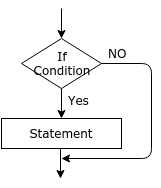 If
Condition
NO
Yes
Statement